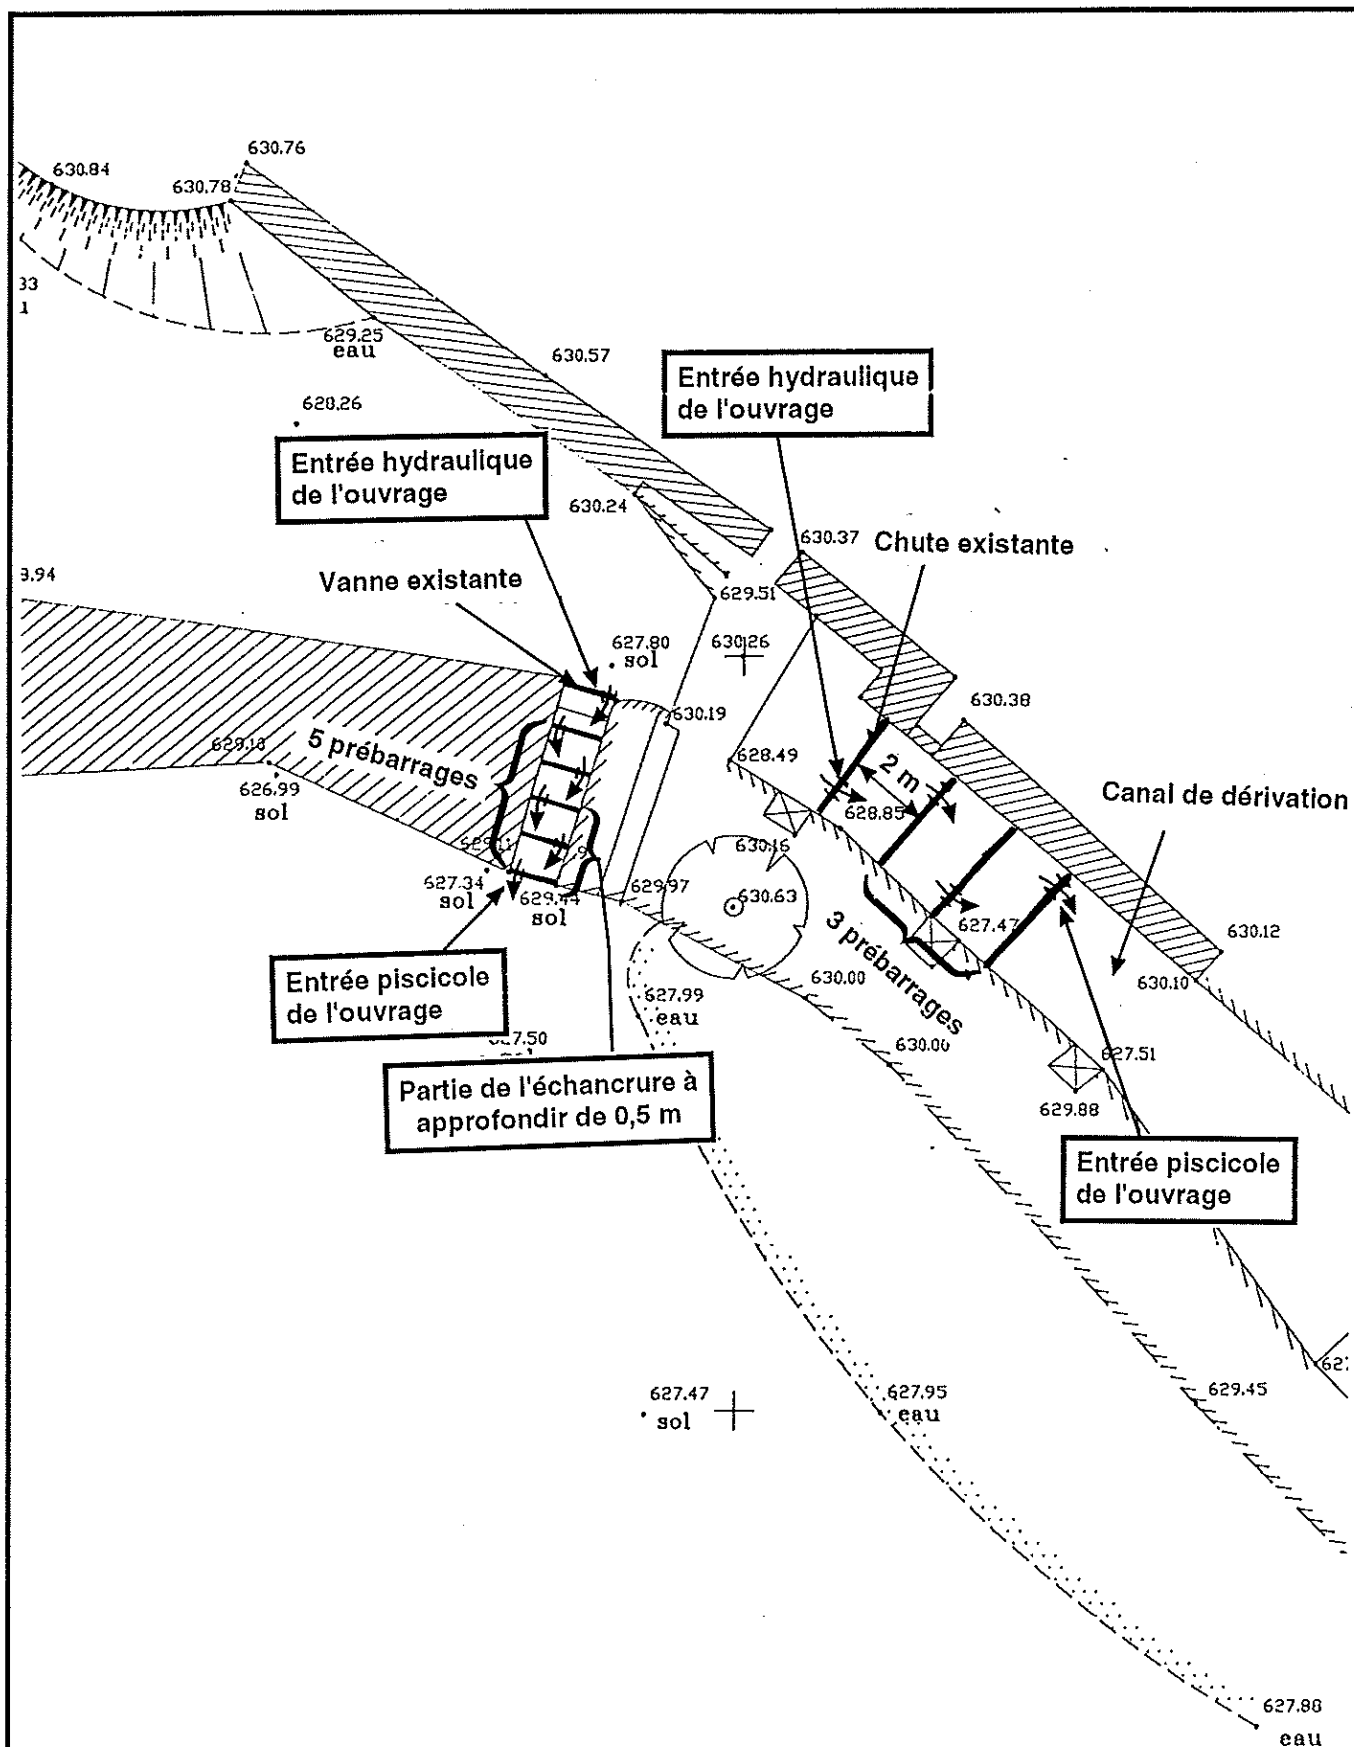 630.76
630.84
630.78
33
1
629.25
eau
630.57
Entrée hydraulique
de l'ouvrage
628.26
Entrée hydraulique
de l'ouvrage
630.24
630.37
Chute existante
3.94
Vanne existante
629.51
627.80
sol
630.26
630.38
630.19
629.18
5 prébarrages
628.49
2 m
626.99
sol
628.85
Canal de dérivation
630.16
627.34
sol
629.44
sol
629.97
630.63
627.47
3 prébarrages
630.12
Entrée piscicole
de l'ouvrage
627.99
eau
630.00
630.10
627.50
630.00
627.51
Partie de l'échancrure à
approfondir de 0,5 m
629.88
Entrée piscicole
de l'ouvrage
627.47
sol
627.95
eau
629.45
627.88
eau